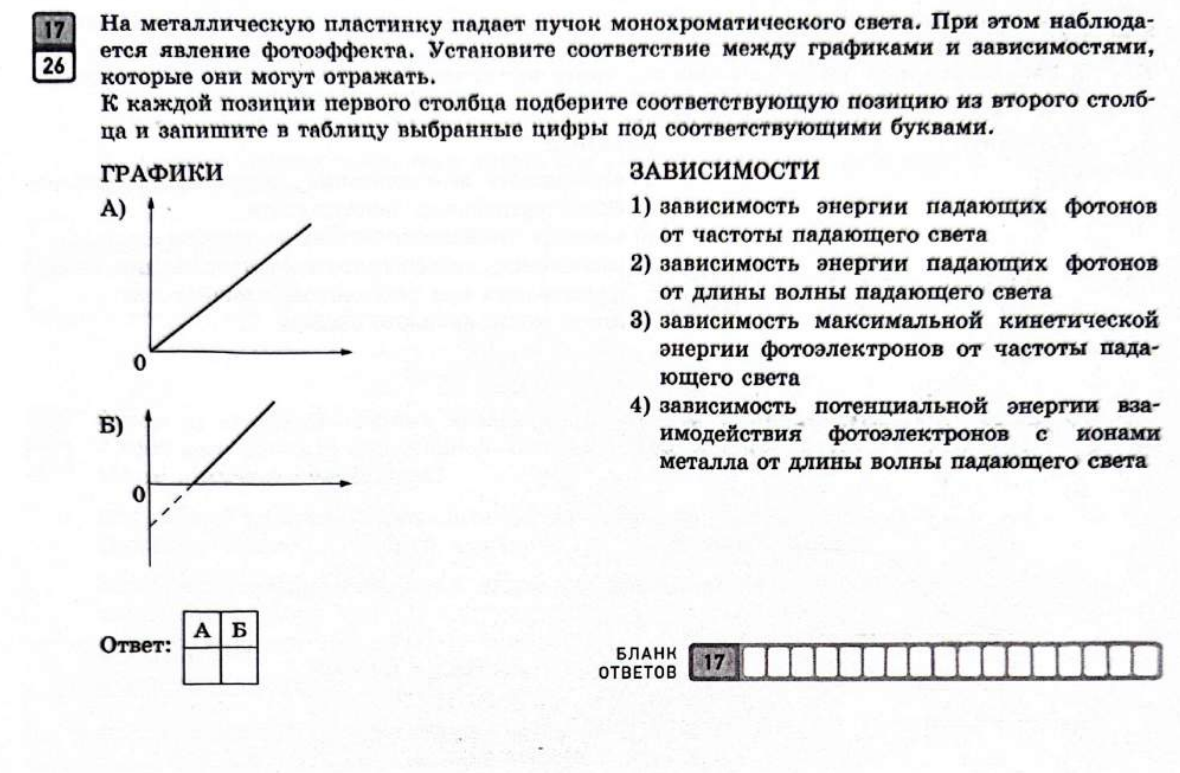 17
26
На металлическую пластинку падает пучок монохроматического света. При этом наблюда-
ется явление фотоэффекта. Установите соответствие между графиками и зависимостями,
которые они могут отражать.
К каждой позиции первого столбца подберите соответствующую позицию из второго столб-
ца и запишите в таблицу выбранные цифры под соответствующими буквами.
ГРАФИКИ
А)
0
Б)
0
ЗАВИСИМОСТИ
1) зависимость энергии падающих фотонов
от частоты падающего света
2) зависимость энергии падающих фотонов
от длины волны падающего света
3) зависимость максимальной кинетической
энергии фотоэлектронов от частоты пада-
ющего света
4) зависимость потенциальной энергии вза-
имодействия фотоэлектронов с ионами
металла от длины волны падающего света
Ответ:
А Б
БЛАНК
ОТВЕТОВ
17